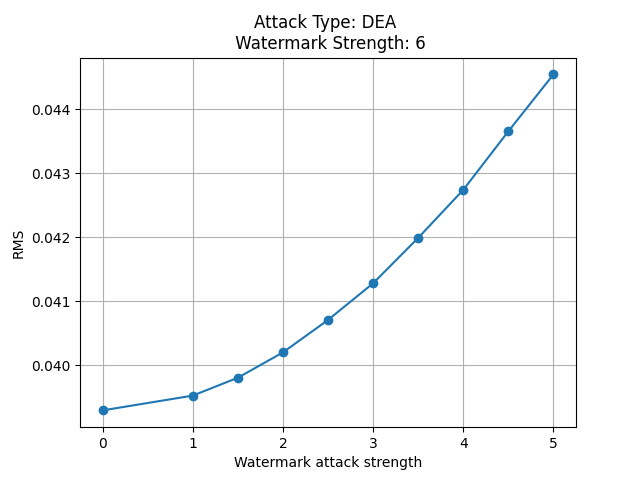 Attack Type: DEA
Watermark Strength: 6
0.044
0.043
0.042
0.041
0.040
RMS
0 1 2 3 4 5
Watermark attack strength